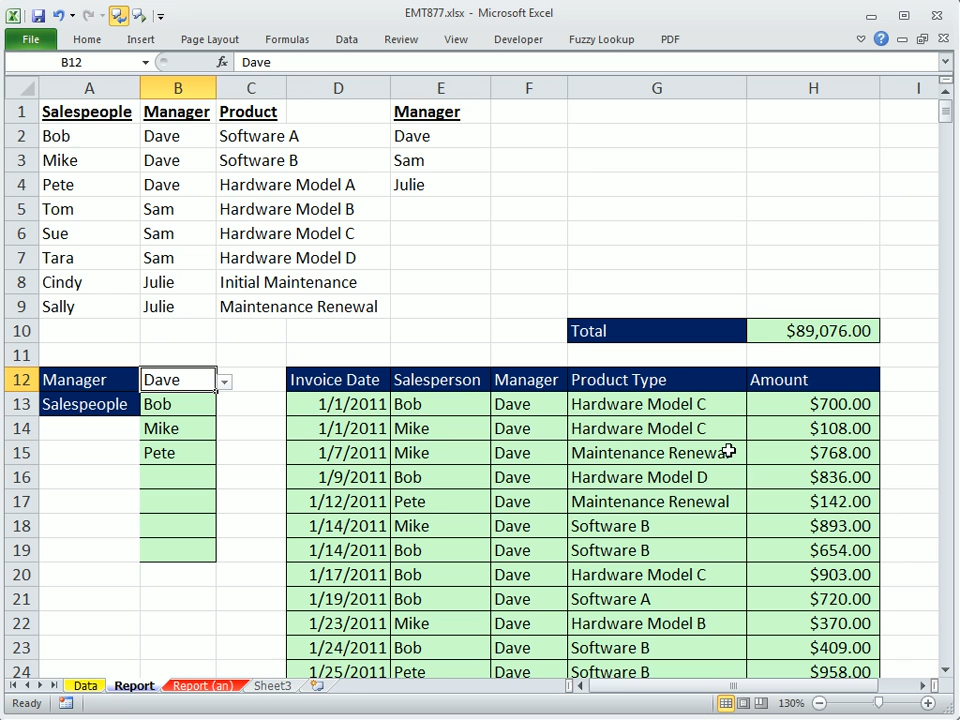 EMT877.xlsx - Microsoft Excel
File Home Insert Page Layout Formulas Data Review View Developer Fuzzy Lookup PDF
B12 fx Dave
A B C D E F G H I
1 Salespeople Manager Product Manager
2 Bob Dave Software A Dave
3 Mike Dave Software B Sam
4 Pete Dave Hardware Model A Julie
5 Tom Sam Hardware Model B
6 Sue Sam Hardware Model C
7 Tara Sam Hardware Model D
8 Cindy Julie Initial Maintenance
9 Sally Julie Maintenance Renewal
10 Total $89,076.00
11
12 Manager Dave Invoice Date Salesperson Manager Product Type Amount
13 Salespeople Bob 1/1/2011 Bob Dave Hardware Model C $700.00
14 Mike 1/1/2011 Mike Dave Hardware Model C $108.00
15 Pete 1/7/2011 Mike Dave Maintenance Renewal $768.00
16 1/9/2011 Bob Dave Hardware Model D $836.00
17 1/12/2011 Pete Dave Maintenance Renewal $142.00
18 1/14/2011 Mike Dave Software B $893.00
19 1/14/2011 Bob Dave Software B $654.00
20 1/17/2011 Bob Dave Hardware Model C $903.00
21 1/19/2011 Bob Dave Software A $720.00
22 1/23/2011 Mike Dave Hardware Model B $370.00
23 1/24/2011 Bob Dave Software B $409.00
24 1/25/2011 Pete Dave Software B $958.00
Data Report Report (an) Sheet3
Ready 130%